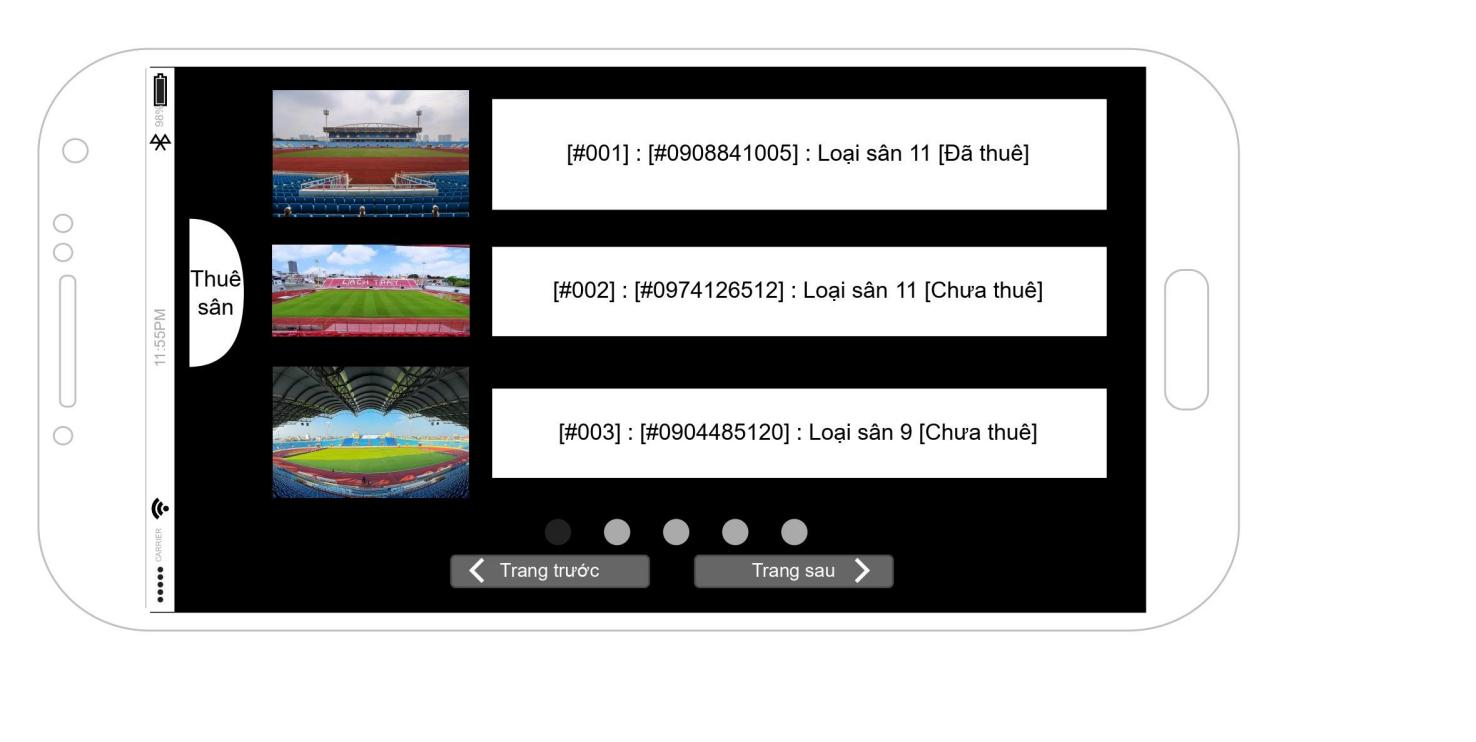 98%
11:55PM
CARRIER
Thuê
sân
[#001] : [#0908841005] : Loại sân 11 [Đã thuê]
[#002] : [#0974126512] : Loại sân 11 [Chưa thuê]
[#003] : [#0904485120] : Loại sân 9 [Chưa thuê]
Trang trước
Trang sau